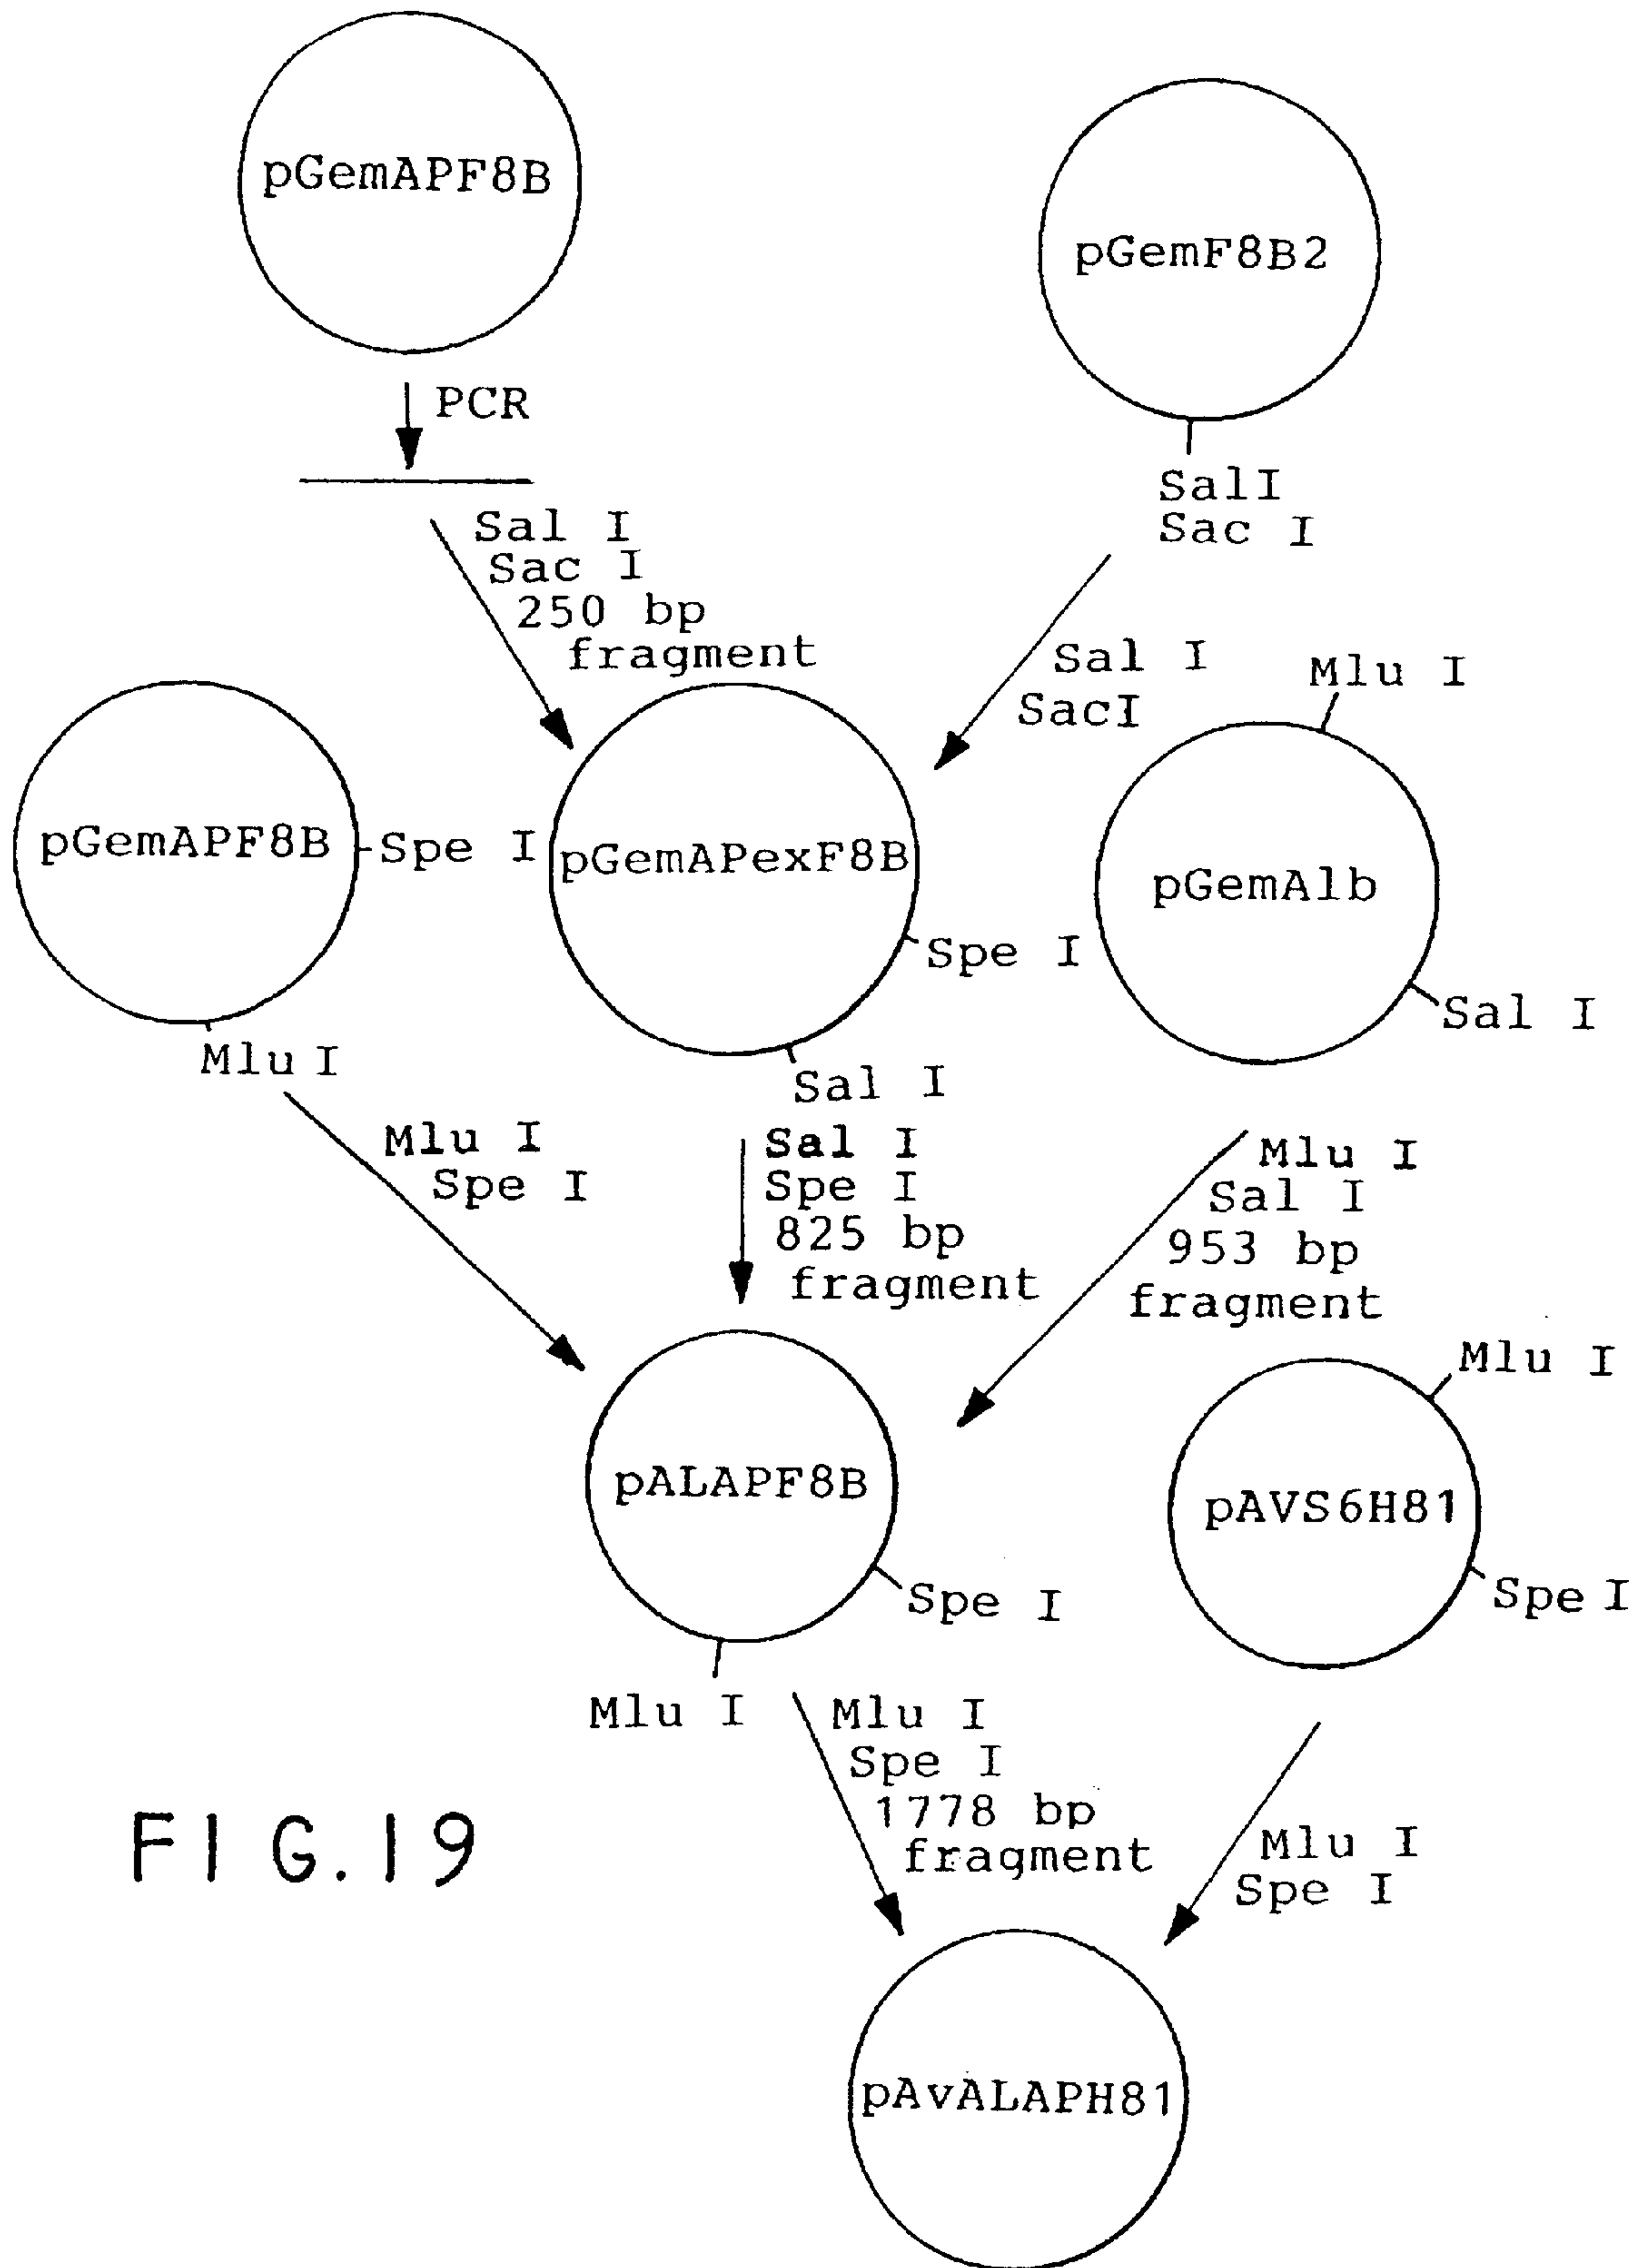 pGemAPF8B
pGemF8B2
PCR
SalI
Sac I
Sal I
Sac I
250 bp
fragment
Sal I
SacI
Mlu I
pGemAPF8B
Spe I
pGemAPexF8B
pGemAlb
Spe I
Sal I
Mlu I
Sal I
Mlu I
Spe I
Sal I
Spe I
825 bp
fragment
Mlu I
Sal I
953 bp
fragment
Mlu I
pALAPF8B
pAVS6H81
Spe I
Spe I
Mlu I
Mlu I
Spe I
1778 bp
fragment
Mlu I
Spe I
FIG.19
pAvALAPH81